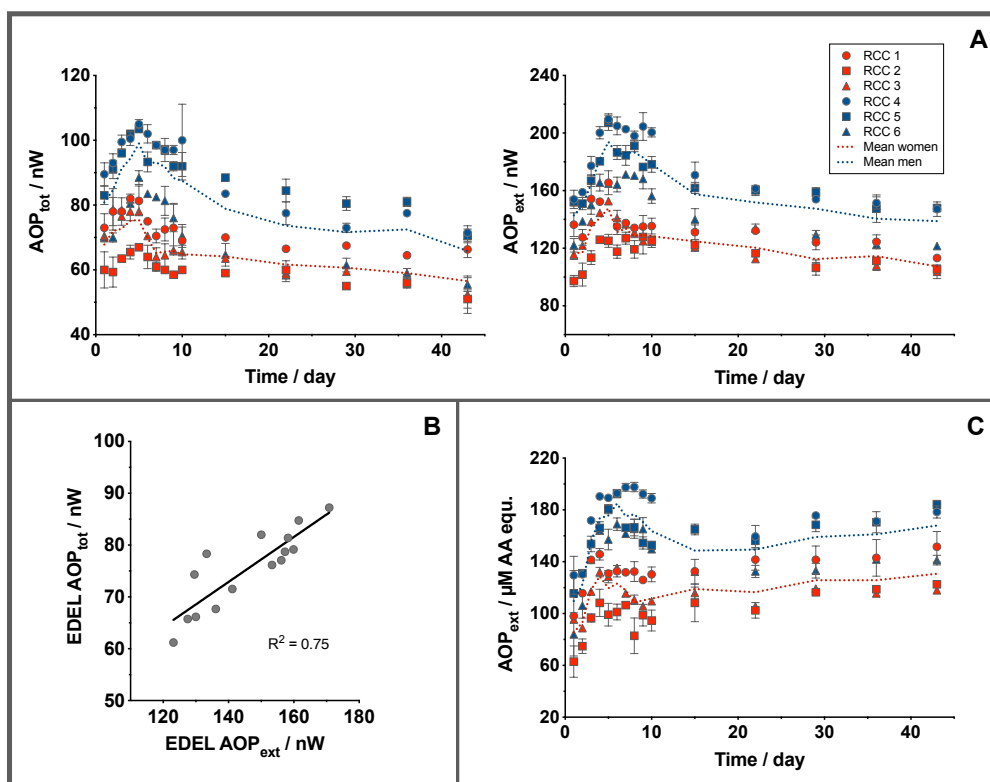 A
AOPtot / nW
120
100
80
60
40
0 10 20 30 40
Time / day
AOPext / nW
240
200
160
120
80
60
0 10 20 30 40
Time / day
RCC 1
RCC 2
RCC 3
RCC 4
RCC 5
RCC 6
Mean women
Mean men
B
EDEL AOPtot / nW
100
90
80
70
60
50
120 140 160 180
EDEL AOPext / nW
R2 = 0.75
C
AOPext / µM AA equ.
220
180
140
100
60
20
0 10 20 30 40
Time / day